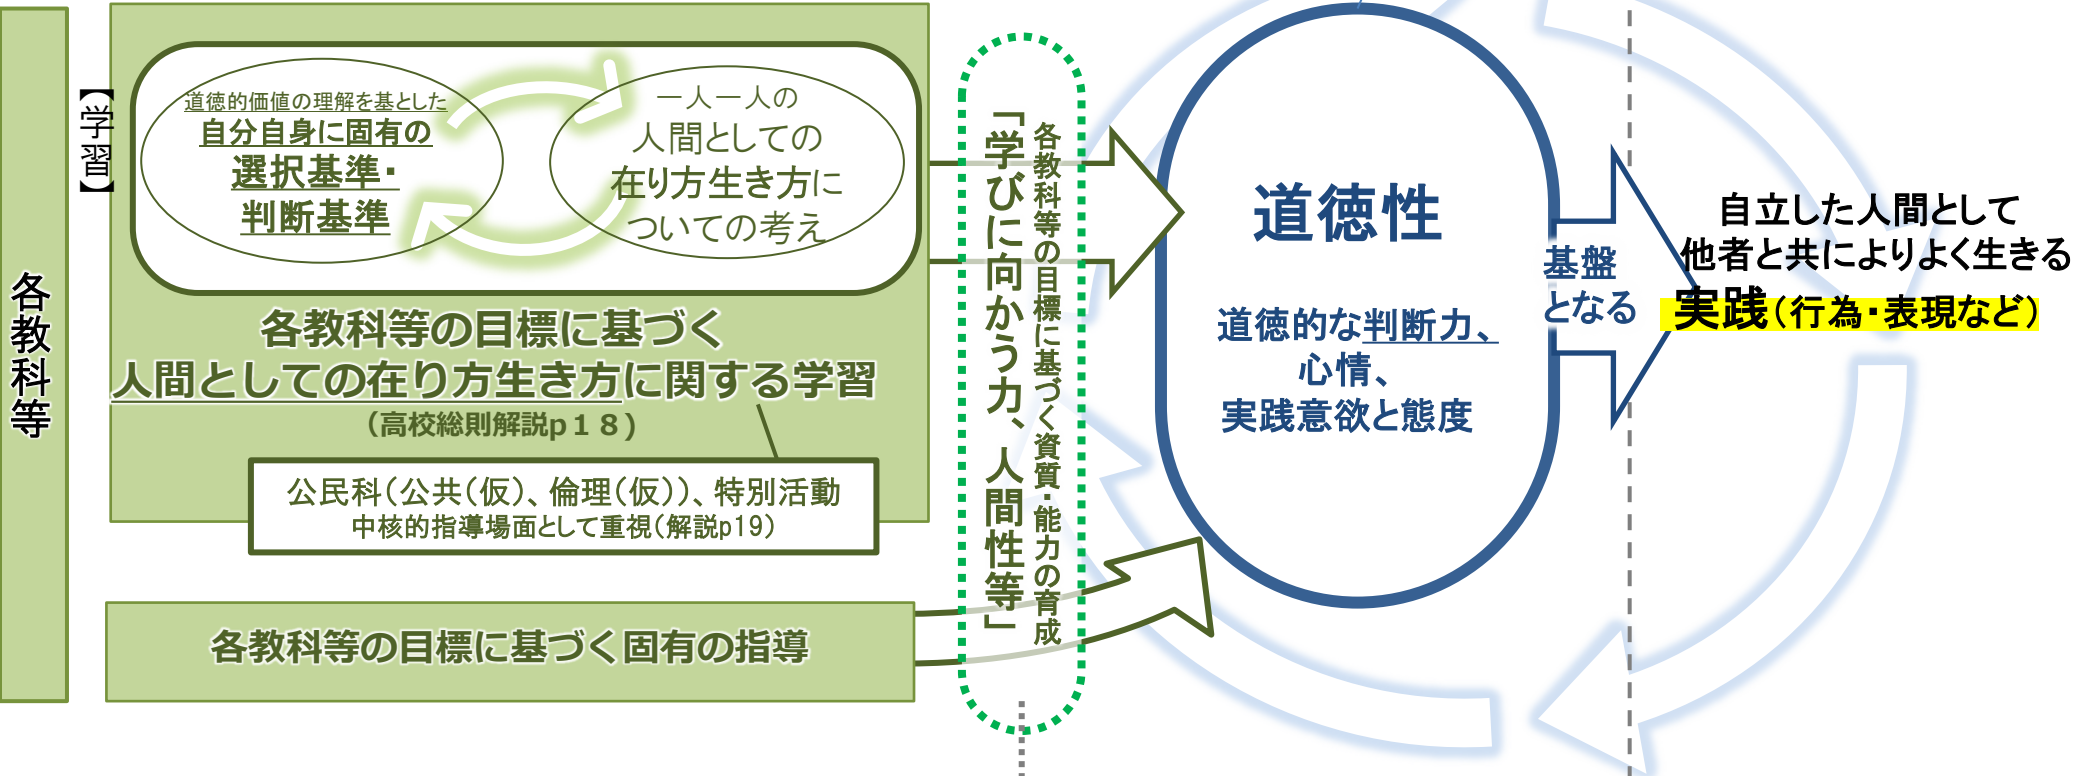 各教科等
【学習】
道徳的価値の理解を基とした
自分自身に固有の
選択基準・
判断基準
一人一人の
人間としての
在り方生き方に
ついての考え
各教科等の目標に基づく
人間としての在り方生き方に関する学習
（高校総則解説p１８）
公民科（公共（仮）、倫理（仮））、特別活動
中核的指導場面として重視（解説p19）
各教科等の目標に基づく固有の指導
各教科等の目標に基づく資質・能力の育成
「学びに向かう力、人間性等」
道徳性
道徳的な判断力、
心情、
実践意欲と態度
基盤
となる
自立した人間として
他者と共によりよく生きる
実践（行為・表現など）